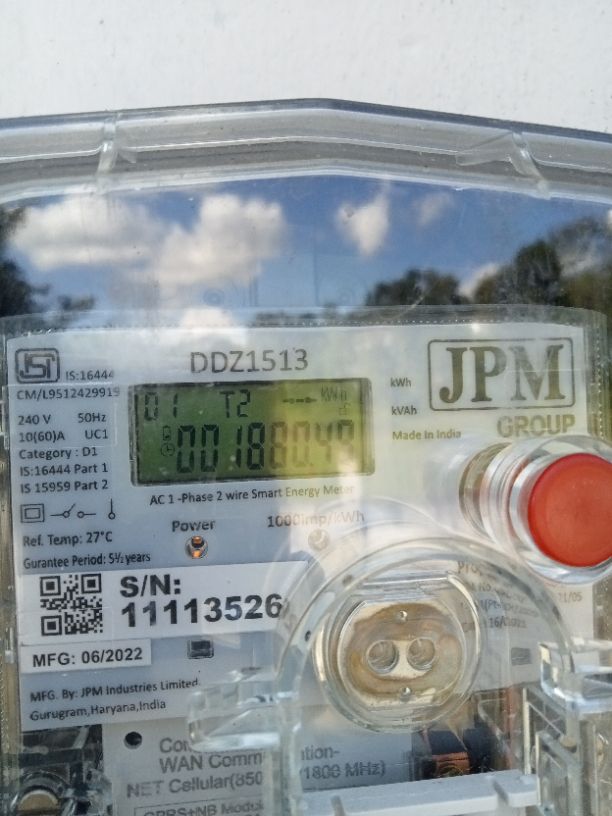 DDZ1513
IS:16444
CM/L9512429919
JPM
GROUP
kWh
kVAh
Made in India
01 T2 kWh
001880.49
240 V 50Hz
10(60)A UC1
Category : D1
IS:16444 Part 1
IS 15959 Part 2
AC 1-Phase 2 wire Smart Energy Meter
Power 1000imp/kWh
Ref. Temp: 27°C
Gurantee Period: 5½ years
S/N:
11113526
MFG: 06/2022
MFG. By: JPM Industries Limited
Gurugram,Haryana,India
WAN
NET Cellular(850
(1800 MHz)